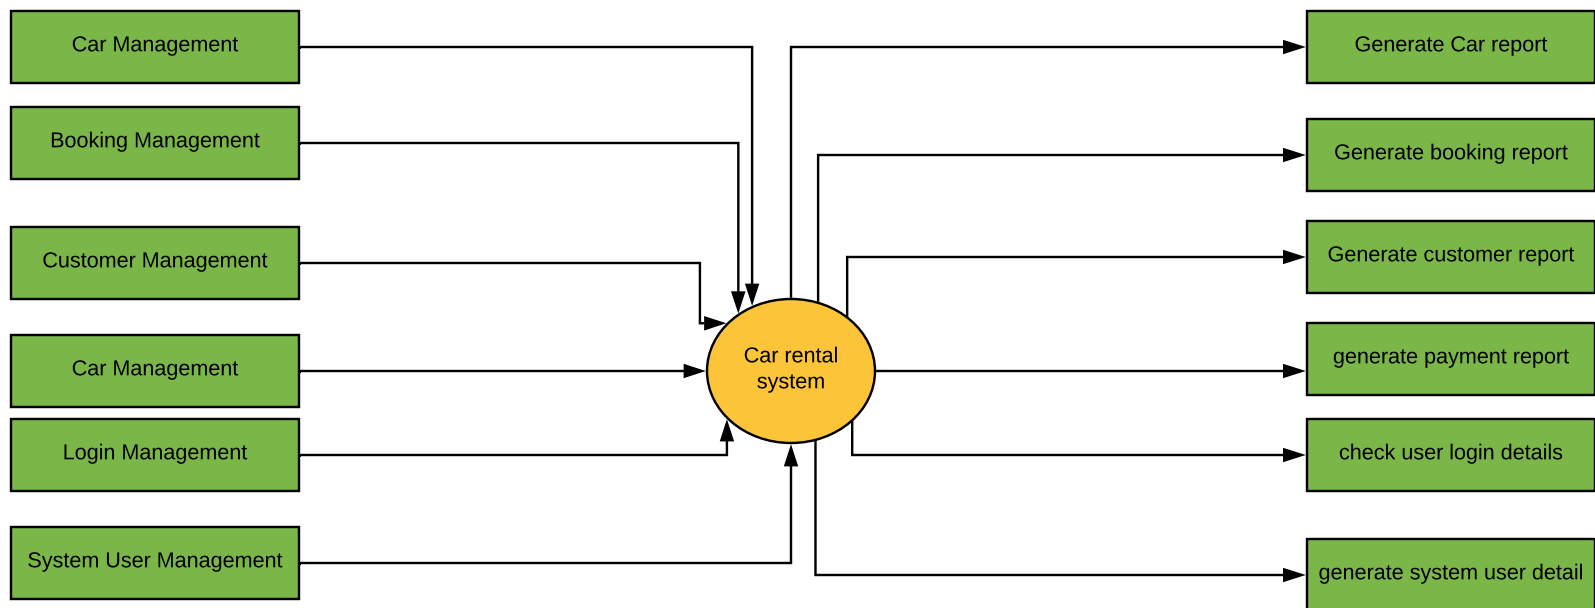 Car Management
Booking Management
Customer Management
Car Management
Login Management
System User Management
Car rental
system
Generate Car report
Generate booking report
Generate customer report
generate payment report
check user login details
generate system user detail